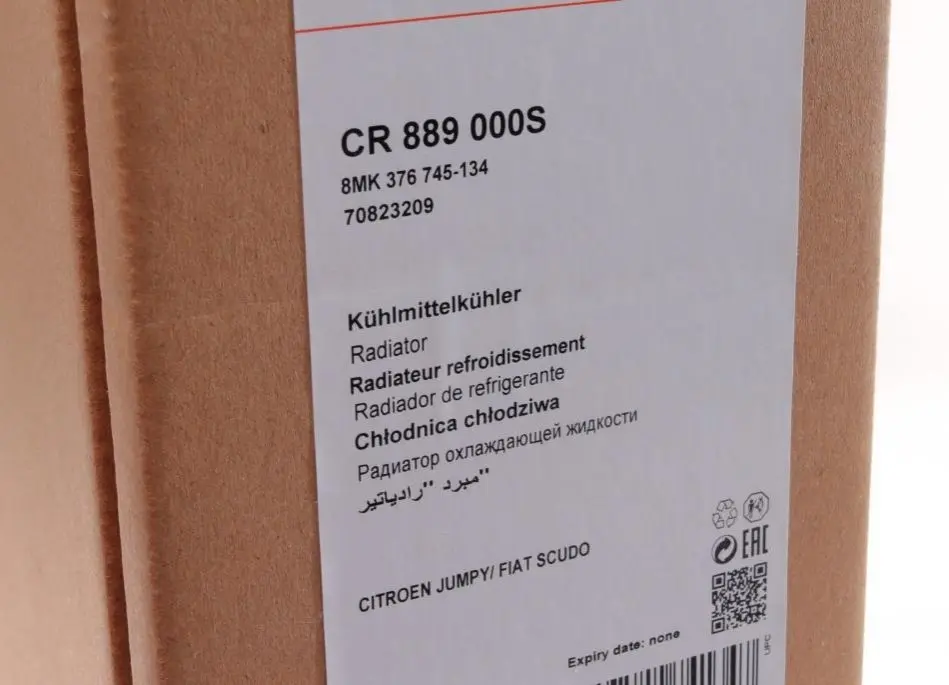 CR 889 000S
8MK 376 745-134
70823209
Kühlmittelkühler
Radiator
Radiateur refroidissement
Radiador de refrigerante
Chłodnica chłodziwa
Радиатор охлаждающей жидкости
مبرد "رادياتير"
CITROEN JUMPY/ FIAT SCUDO
EAC
Expiry date: none
UPC